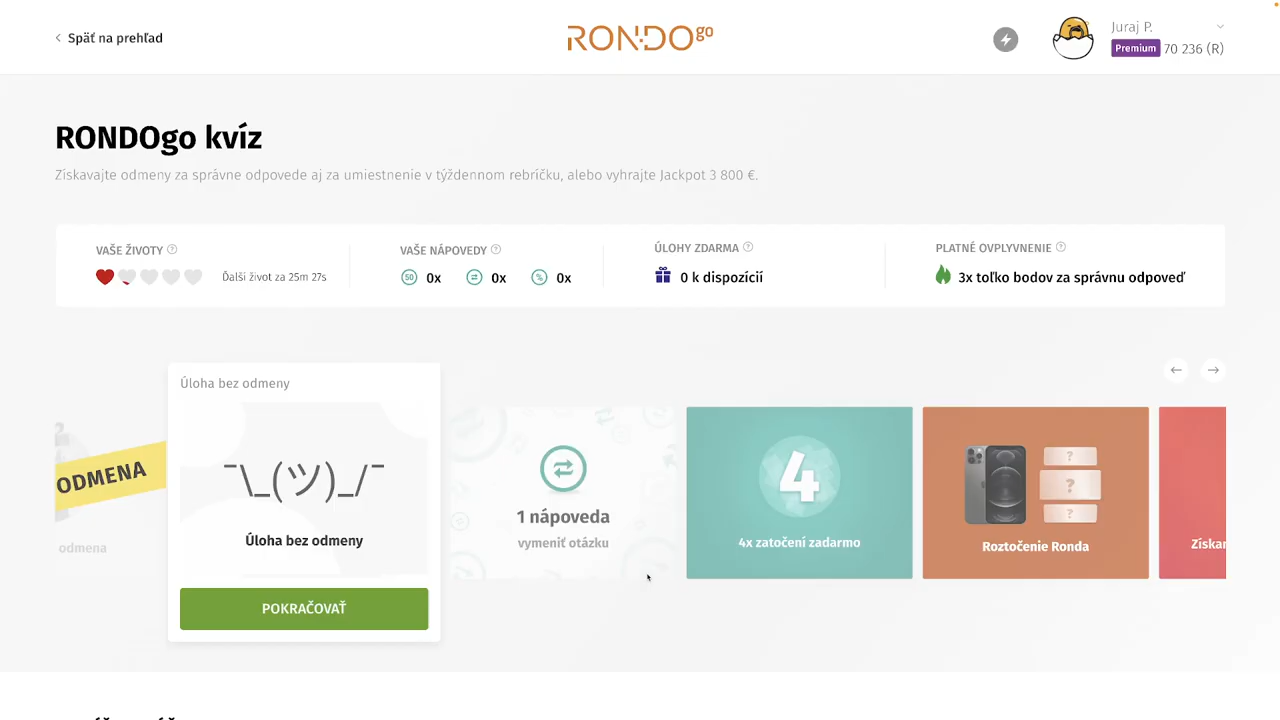 Späť na prehľad
RONDOgo
Juraj P.
Premium 70 236 (R)
RONDOgo kvíz
Získavajte odmeny za správne odpovede aj za umiestnenie v týždennom rebríčku, alebo vyhrajte Jackpot 3 800 €.
VAŠE ŽIVOTY ?
Ďalší život za 25m 27s
VAŠE NÁPOVEDY ?
50 0x 0x % 0x
ÚLOHY ZDARMA ?
0 k dispozícií
PLATNÉ OVPLYVNENIE ?
3x toľko bodov za správnu odpoveď
ODMENA
odmena
Úloha bez odmeny
¯\_(ツ)_/¯
Úloha bez odmeny
POKRAČOVAŤ
1 nápoveda
vymeniť otázku
4
4x zatočení zadarmo
? ? ?
Roztočenie Ronda
Získar